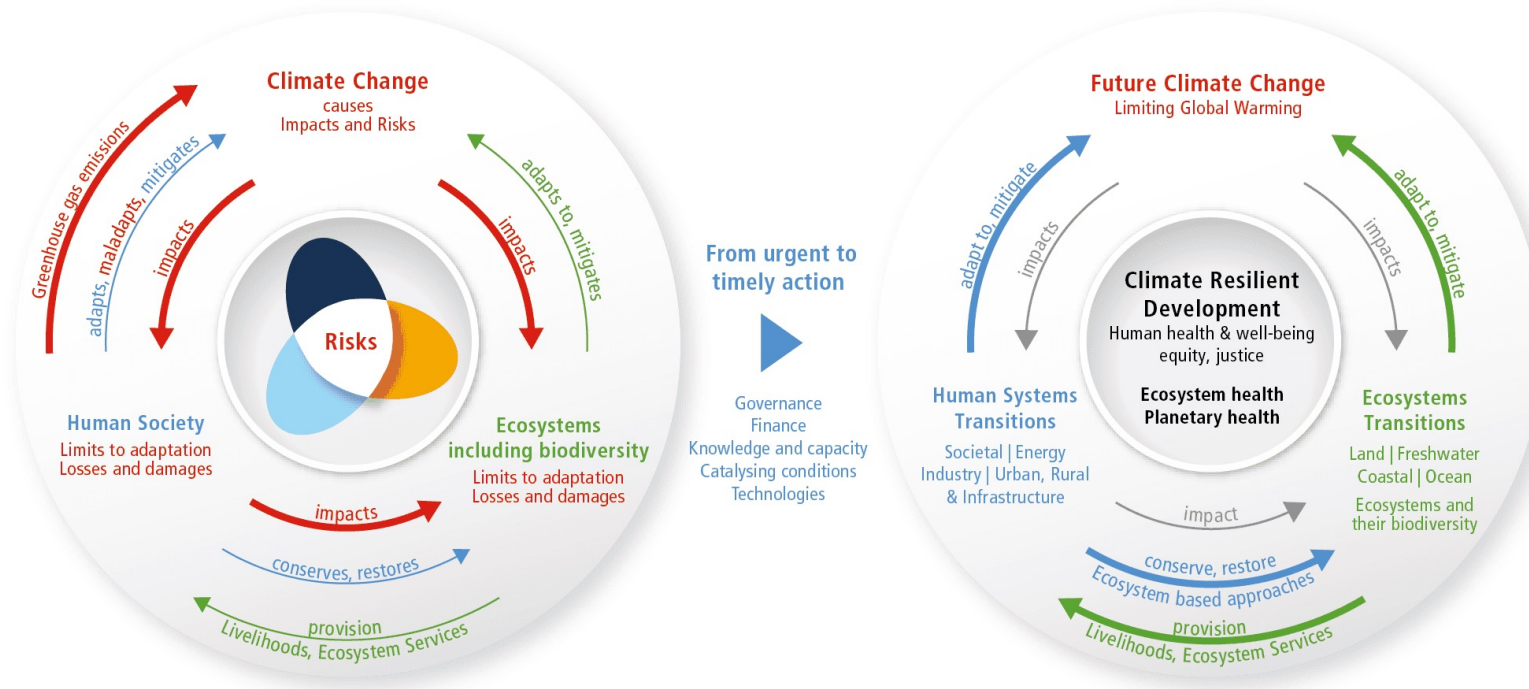 Climate Change
causes
Impacts and Risks
Greenhouse gas emissions
adapts, maladapts, mitigates
impacts
impacts
adapts to, mitigates
Risks
Human Society
Limits to adaptation
Losses and damages
Ecosystems
including biodiversity
Limits to adaptation
Losses and damages
impacts
conserves, restores
provision
Livelihoods, Ecosystem Services
From urgent to
timely action
Governance
Finance
Knowledge and capacity
Catalysing conditions
Technologies
Future Climate Change
Limiting Global Warming
adapt to, mitigate
impacts
impacts
adapt to, mitigate
Climate Resilient
Development
Human health & well-being
equity, justice
Ecosystem health
Planetary health
Human Systems
Transitions
Societal | Energy
Industry | Urban, Rural
& Infrastructure
Ecosystems
Transitions
Land | Freshwater
Coastal | Ocean
Ecosystems and
their biodiversity
impact
conserve, restore
Ecosystem based approaches
provision
Livelihoods, Ecosystem Services